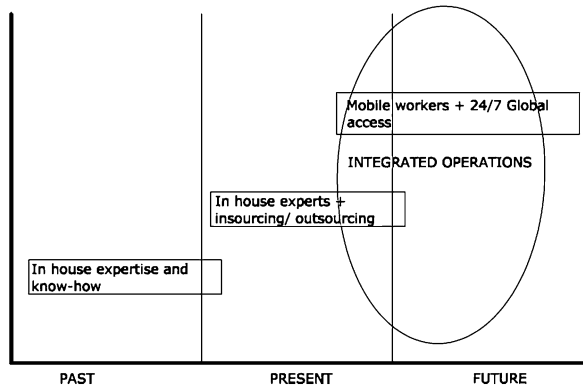 Mobile workers + 24/7 Global
access
INTEGRATED OPERATIONS
In house experts +
insourcing/ outsourcing
In house expertise and
know-how
PAST
PRESENT
FUTURE